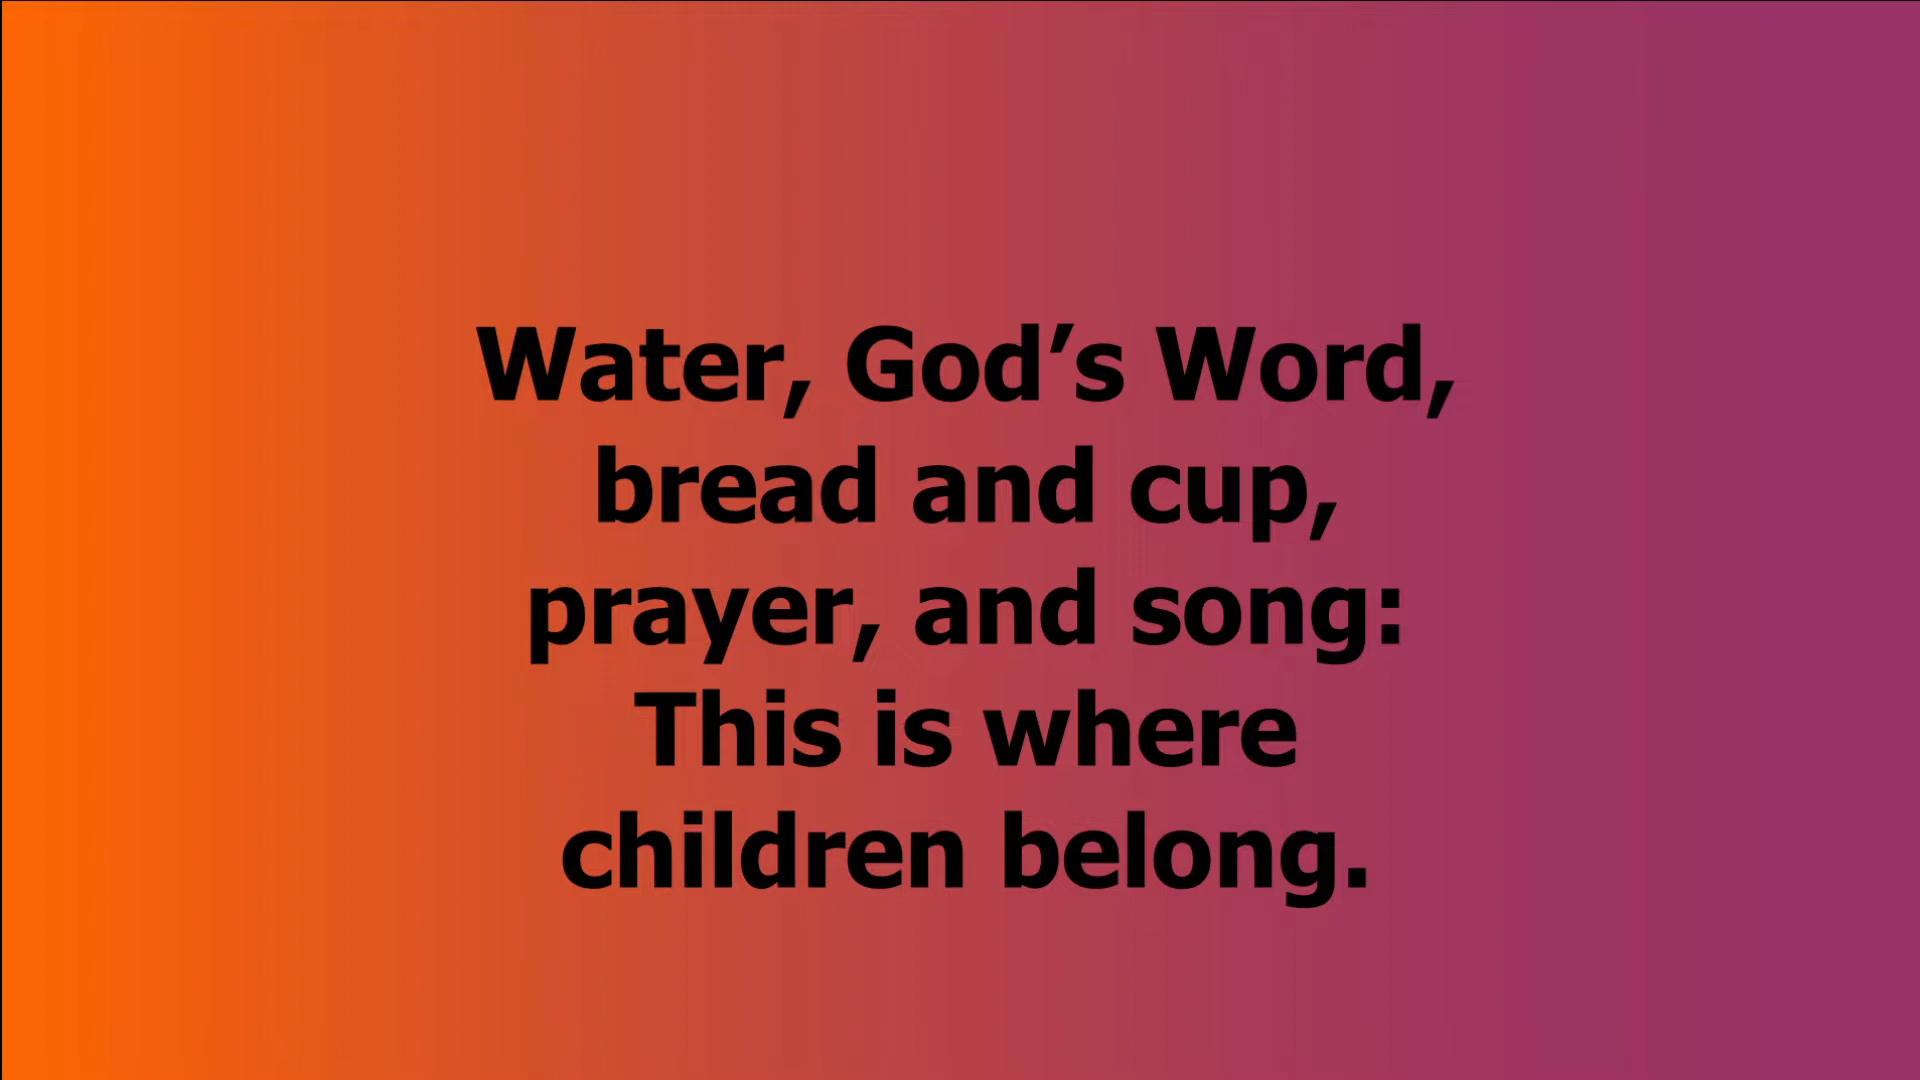 Water, God’s Word,
bread and cup,
prayer, and song:
This is where
children belong.